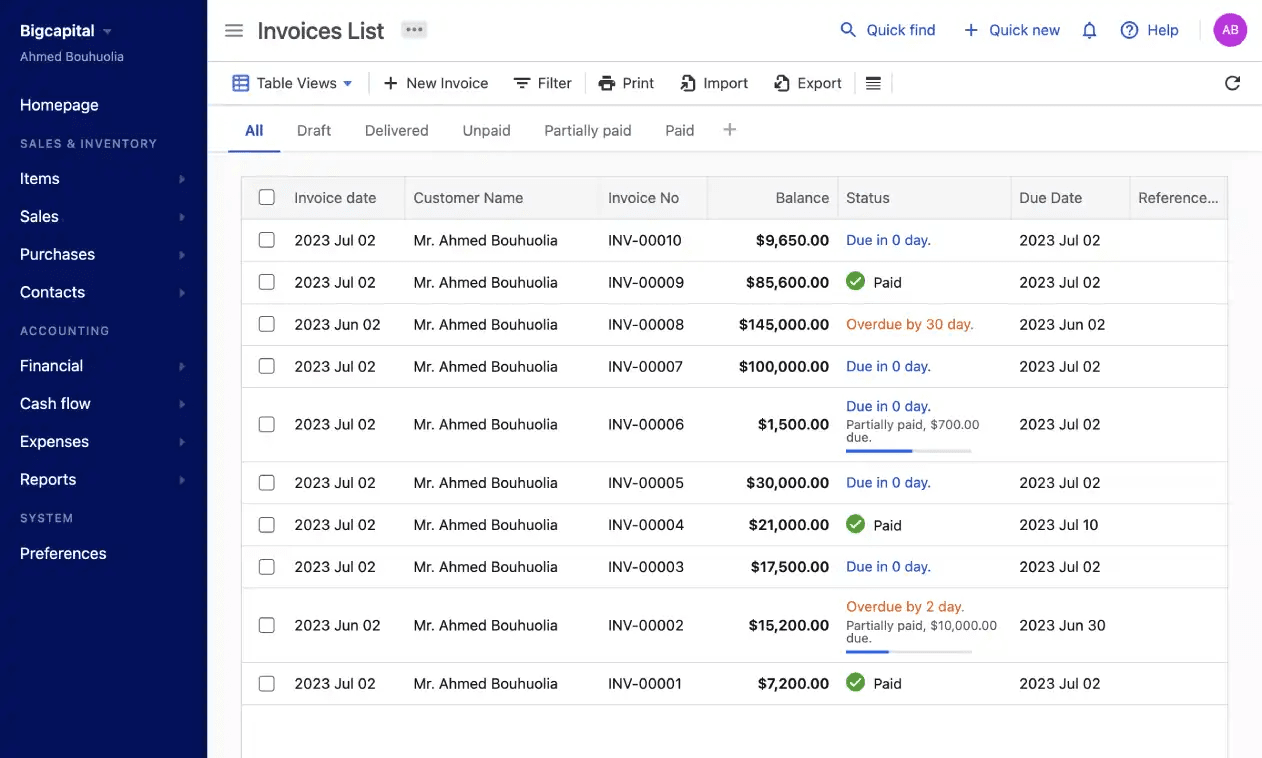 Bigcapital
Ahmed Bouhuolia
Homepage
SALES & INVENTORY
Items
Sales
Purchases
Contacts
ACCOUNTING
Financial
Cash flow
Expenses
Reports
SYSTEM
Preferences
Invoices List
Quick find Quick new Help AB
Table Views New Invoice Filter Print Import Export
All Draft Delivered Unpaid Partially paid Paid
Invoice date Customer Name Invoice No Balance Status Due Date Reference...
2023 Jul 02 Mr. Ahmed Bouhuolia INV-00010 $9,650.00 Due in 0 day. 2023 Jul 02
2023 Jul 02 Mr. Ahmed Bouhuolia INV-00009 $85,600.00 Paid 2023 Jul 02
2023 Jun 02 Mr. Ahmed Bouhuolia INV-00008 $145,000.00 Overdue by 30 day. 2023 Jun 02
2023 Jul 02 Mr. Ahmed Bouhuolia INV-00007 $100,000.00 Due in 0 day. 2023 Jul 02
2023 Jul 02 Mr. Ahmed Bouhuolia INV-00006 $1,500.00 Due in 0 day. 2023 Jul 02
Partially paid, $700.00
due.
2023 Jul 02 Mr. Ahmed Bouhuolia INV-00005 $30,000.00 Due in 0 day. 2023 Jul 02
2023 Jul 02 Mr. Ahmed Bouhuolia INV-00004 $21,000.00 Paid 2023 Jul 10
2023 Jul 02 Mr. Ahmed Bouhuolia INV-00003 $17,500.00 Due in 0 day. 2023 Jul 02
2023 Jun 02 Mr. Ahmed Bouhuolia INV-00002 $15,200.00 Overdue by 2 day. 2023 Jun 30
Partially paid, $10,000.00
due.
2023 Jul 02 Mr. Ahmed Bouhuolia INV-00001 $7,200.00 Paid 2023 Jul 02